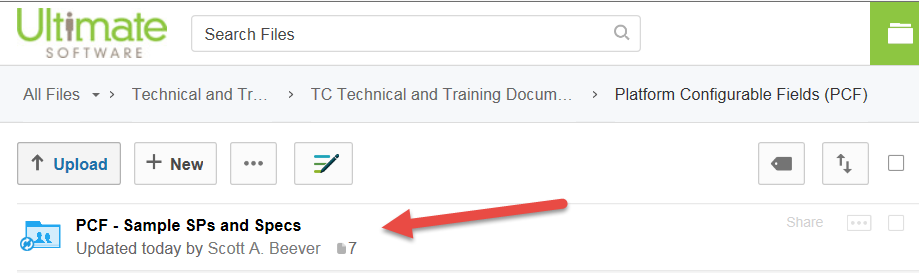 Ultimate
SOFTWARE
Search Files
All Files > Technical and Tr... > TC Technical and Training Docum... > Platform Configurable Fields (PCF)
Upload + New ...
PCF - Sample SPs and Specs
Share ...
Updated today by Scott A. Beever 7